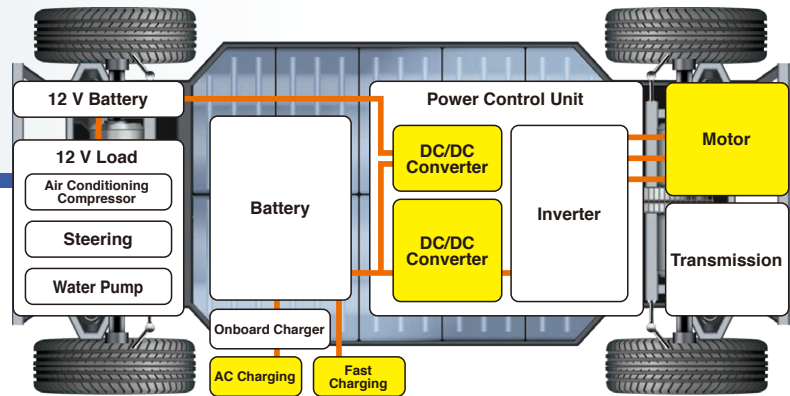 12 V Battery
12 V Load
Air Conditioning
Compressor
Steering
Water Pump
Battery
Onboard Charger
AC Charging
Fast
Charging
Power Control Unit
DC/DC
Converter
DC/DC
Converter
Inverter
Motor
Transmission